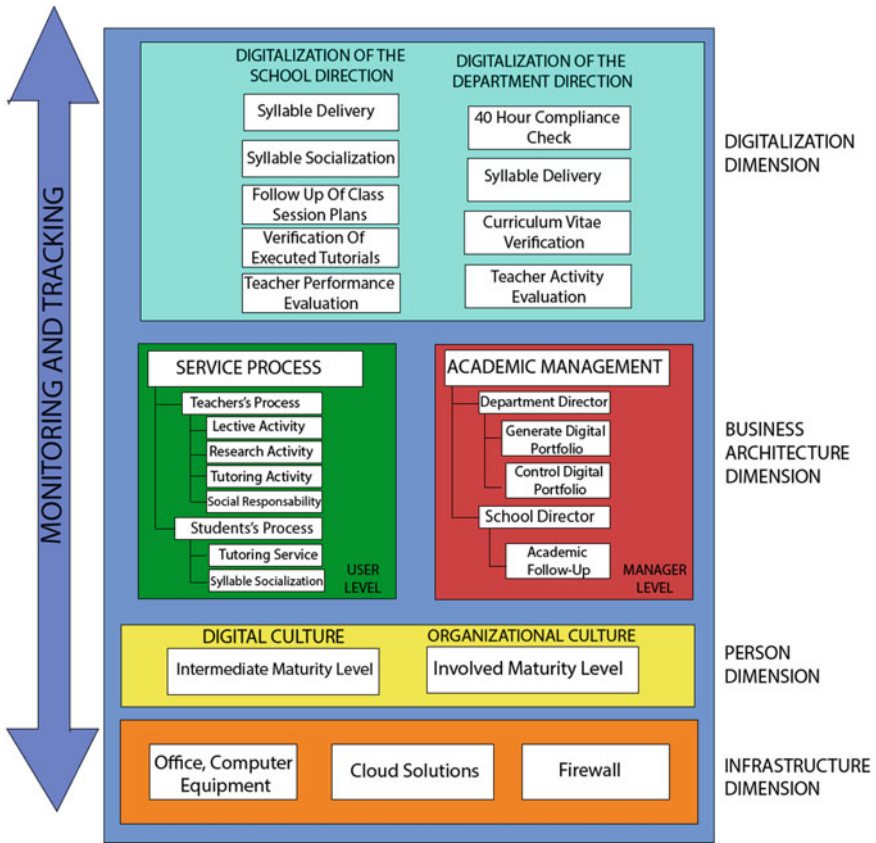 MONITORING AND TRACKING
DIGITALIZATION OF THE
SCHOOL DIRECTION
Syllable Delivery
Syllable Socialization
Follow Up Of Class
Session Plans
Verification Of
Executed Tutorials
Teacher Performance
Evaluation
DIGITALIZATION OF THE
DEPARTMENT DIRECTION
40 Hour Compliance
Check
Syllable Delivery
Curriculum Vitae
Verification
Teacher Activity
Evaluation
DIGITALIZATION
DIMENSION
SERVICE PROCESS
Teachers's Process
Lective Activity
Research Activity
Tutoring Activity
Social Responsability
Students's Process
Tutoring Service
Syllable Socialization
USER
LEVEL
ACADEMIC MANAGEMENT
Department Director
Generate Digital
Portfolio
Control Digital
Portfolio
School Director
Academic
Follow-Up
MANAGER
LEVEL
BUSINESS
ARCHITECTURE
DIMENSION
DIGITAL CULTURE
Intermediate Maturity Level
ORGANIZATIONAL CULTURE
Involved Maturity Level
PERSON
DIMENSION
Office, Computer
Equipment
Cloud Solutions
Firewall
INFRASTRUCTURE
DIMENSION